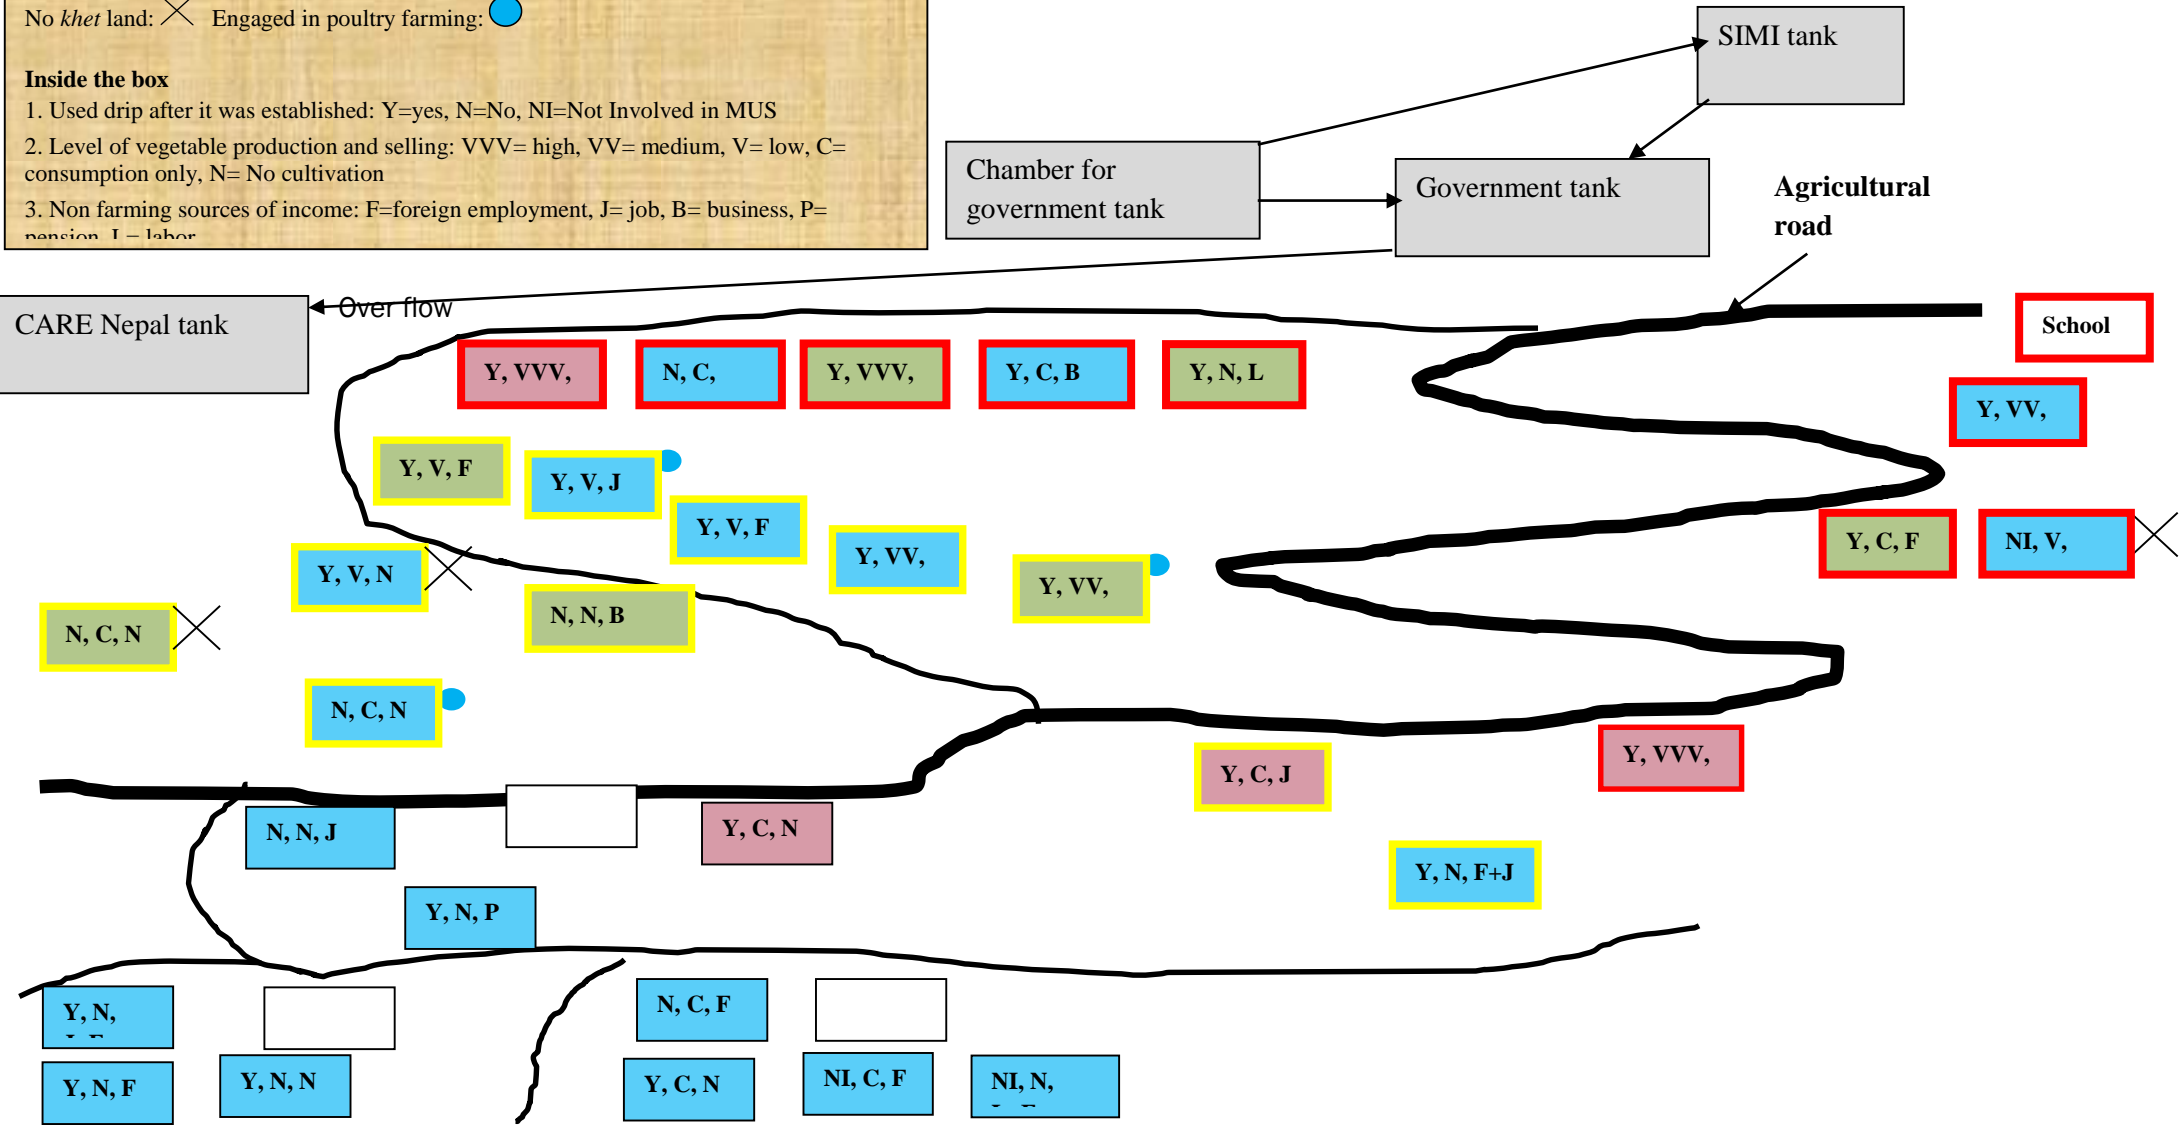 No khet land: Engaged in poultry farming:
Inside the box
1. Used drip after it was established: Y=yes, N=No, NI=Not Involved in MUS
2. Level of vegetable production and selling: VVV= high, VV= medium, V= low, C=
consumption only, N= No cultivation
3. Non farming sources of income: F=foreign employment, J= job, B= business, P=
pension, L= labor
SIMI tank
Chamber for
government tank
Government tank
Agricultural
road
CARE Nepal tank
Over flow
School
Y, VVV,
N, C,
Y, VVV,
Y, C, B
Y, N, L
Y, VV,
Y, V, F
Y, V, J
Y, V, F
Y, VV,
Y, C, F
NI, V,
Y, V, N
Y, VV,
N, C, N
N, N, B
N, C, N
Y, C, J
Y, VVV,
N, N, J
Y, C, N
Y, N, F+J
Y, N, P
Y, N,
N, C, F
Y, N, F
Y, N, N
Y, C, N
NI, C, F
NI, N,